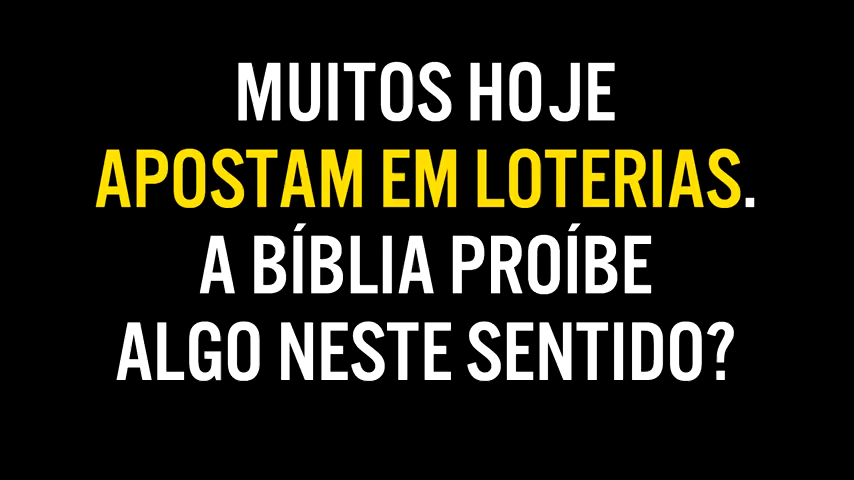 MUITOS HOJE
APOSTAM EM LOTERIAS.
A BÍBLIA PROÍBE
ALGO NESTE SENTIDO?